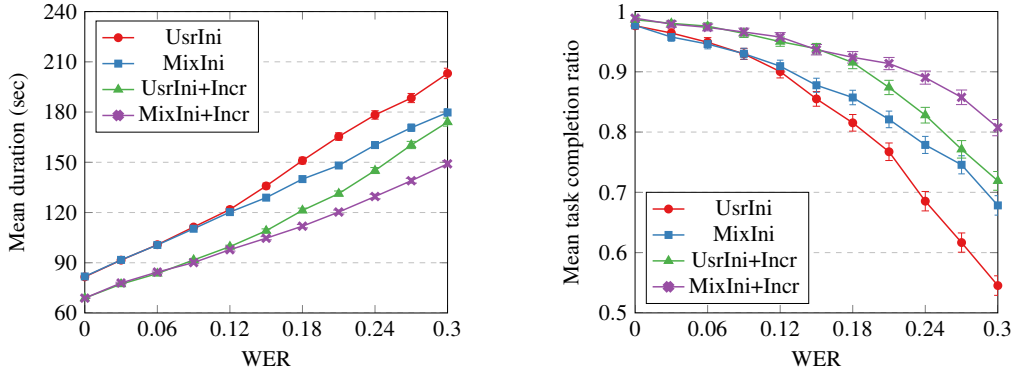 240
210
180
150
120
90
60
Mean duration (sec)
UsrIni
MixIni
UsrIni+Incr
MixIni+Incr
0 0.06 0.12 0.18 0.24 0.3
WER
1
0.9
0.8
0.7
0.6
0.5
Mean task completion ratio
UsrIni
MixIni
UsrIni+Incr
MixIni+Incr
0 0.06 0.12 0.18 0.24 0.3
WER